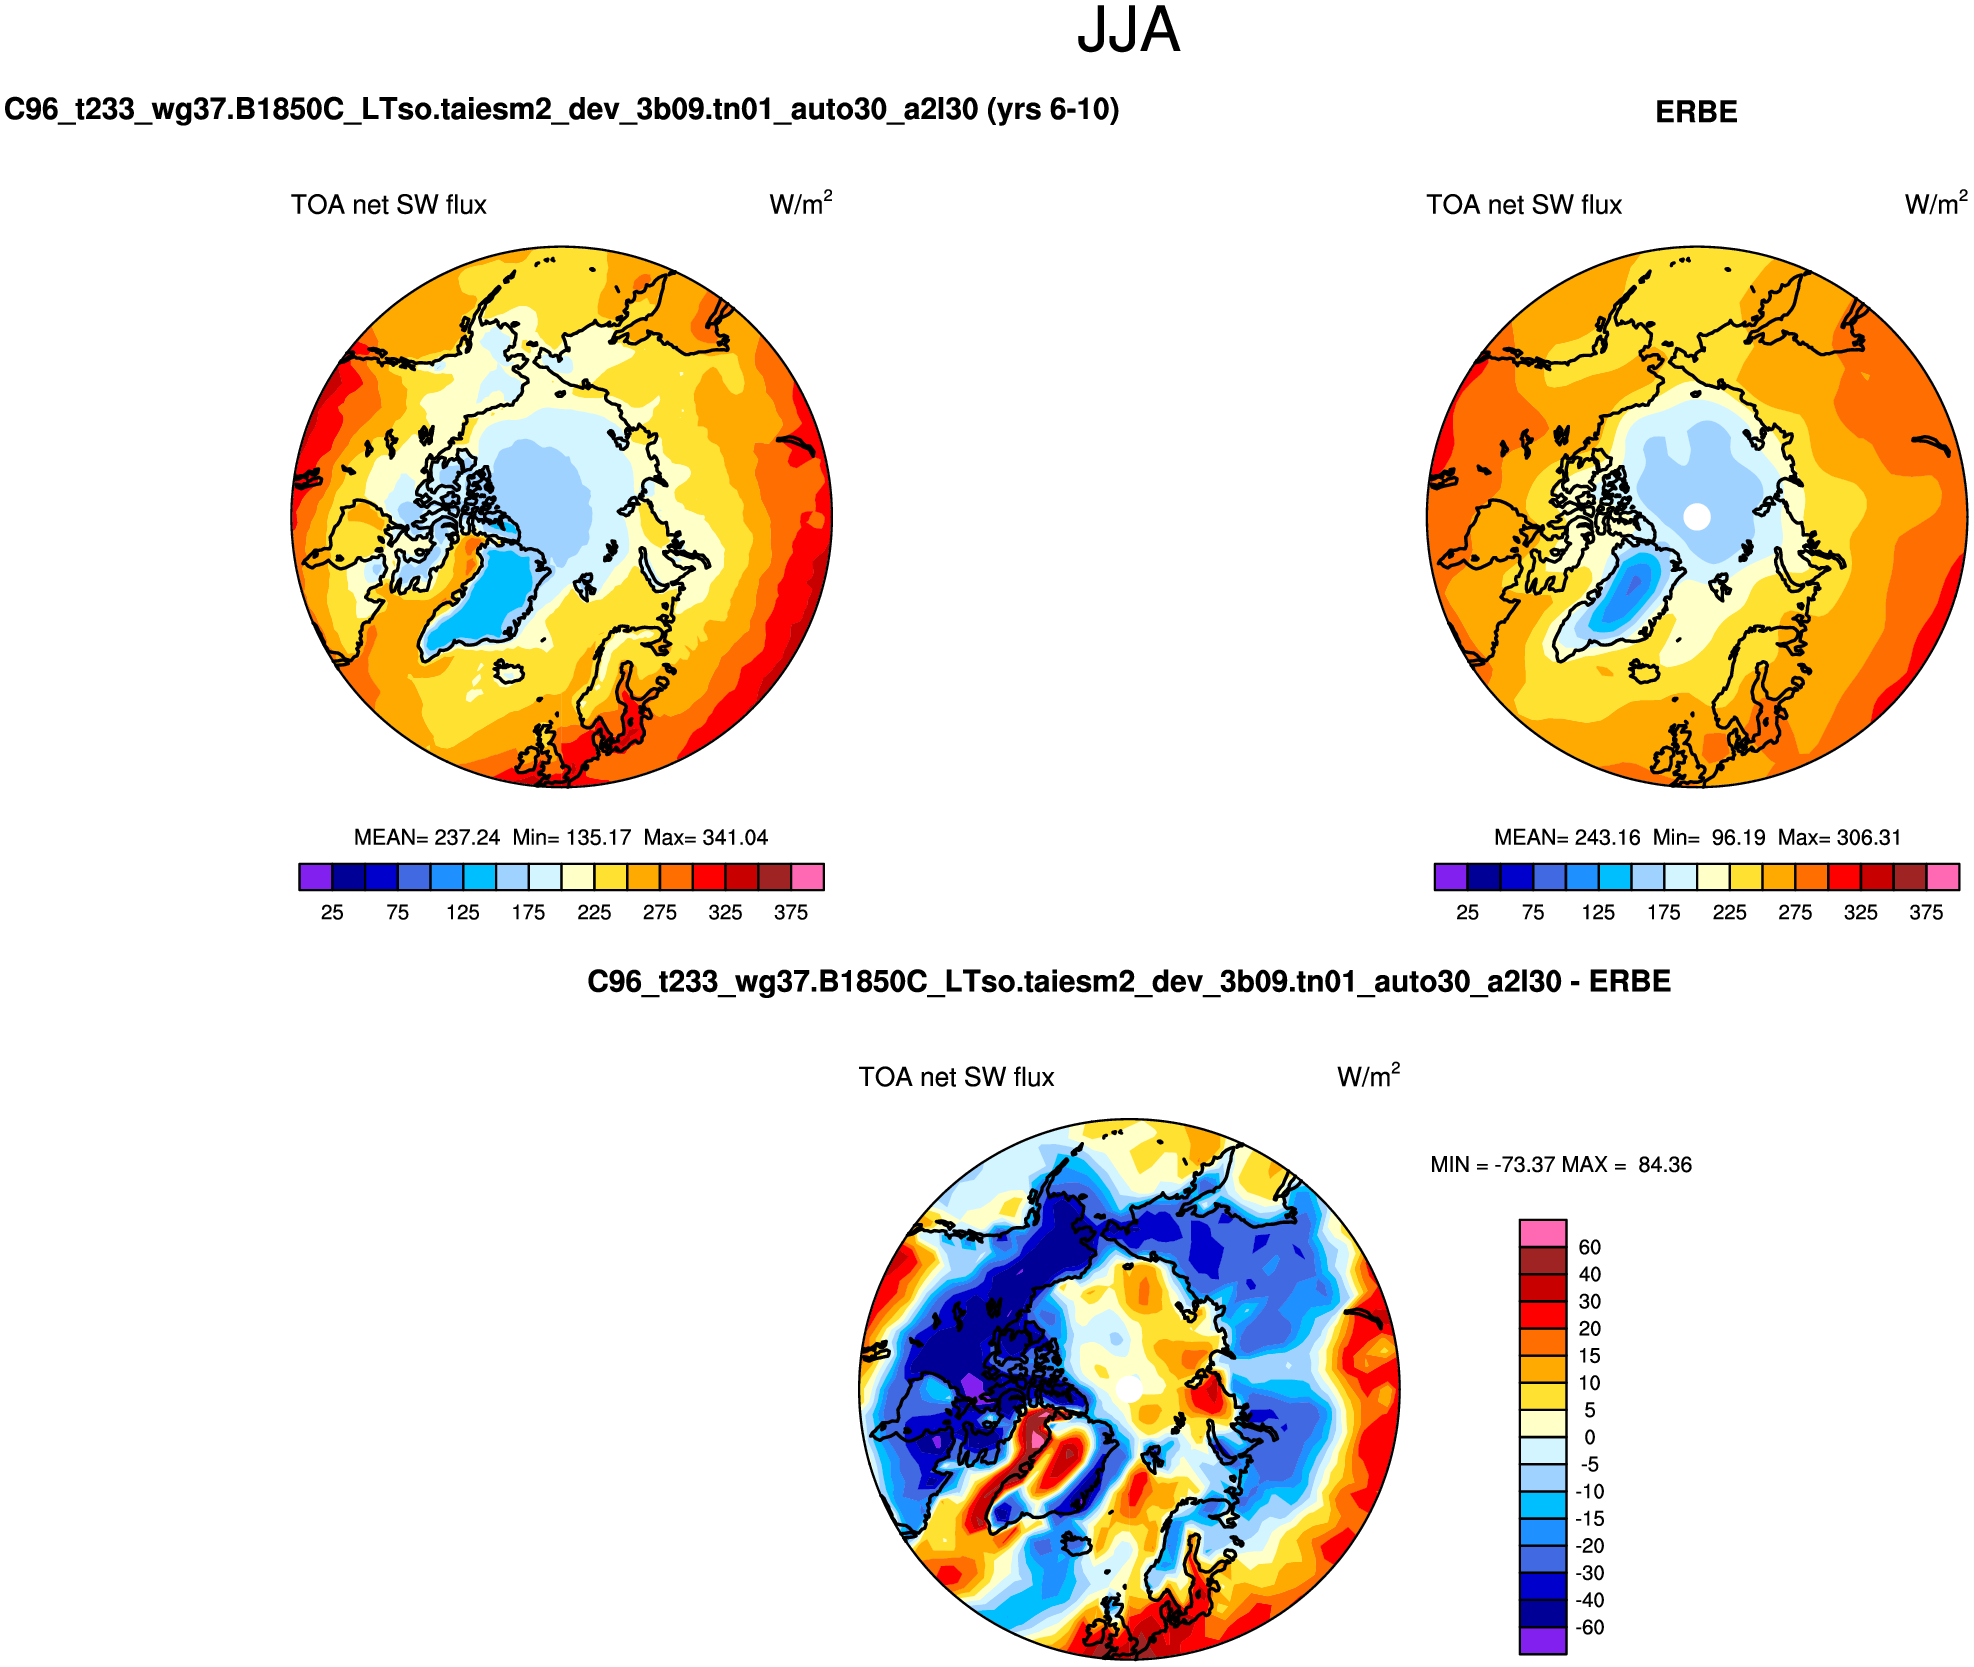 JJA
C96_t233_wg37.B1850C_LTso.taiesm2_dev_3b09.tn01_auto30_a2l30 (yrs 6-10)
ERBE
TOA net SW flux W/m2
TOA net SW flux W/m2
MEAN= 237.24 Min= 135.17 Max= 341.04
MEAN= 243.16 Min= 96.19 Max= 306.31
25 75 125 175 225 275 325 375
25 75 125 175 225 275 325 375
C96_t233_wg37.B1850C_LTso.taiesm2_dev_3b09.tn01_auto30_a2l30 - ERBE
TOA net SW flux W/m2
MIN = -73.37 MAX = 84.36
60
40
30
20
15
10
5
0
-5
-10
-15
-20
-30
-40
-60